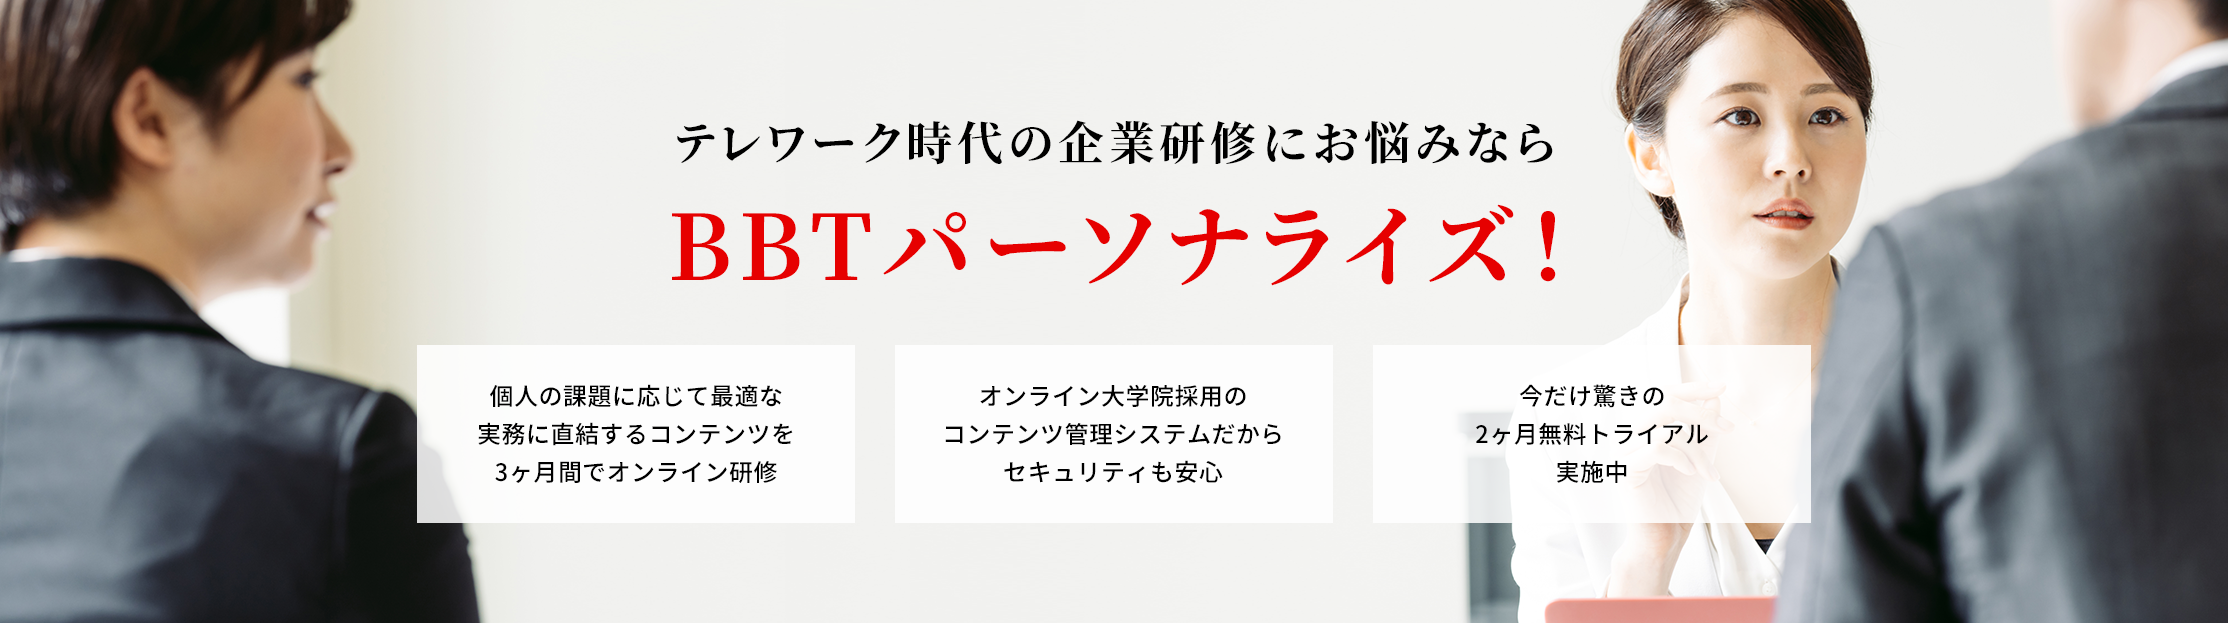 テレワーク時代の企業研修にお悩みなら
BBTパーソナライズ！
個人の課題に応じて最適な
実務に直結するコンテンツを
3ヶ月間でオンライン研修
オンライン大学院採用の
コンテンツ管理システムだから
セキュリティも安心
今だけ驚きの
2ヶ月無料トライアル
実施中